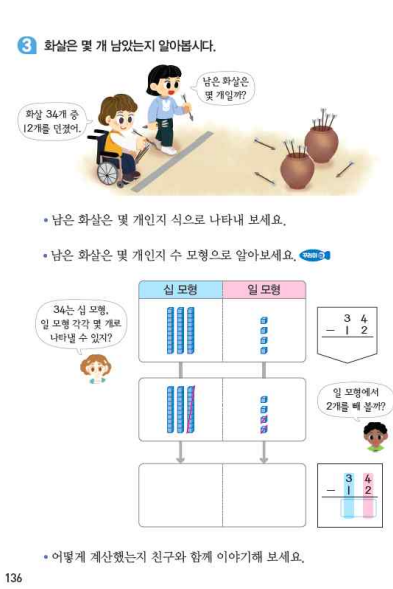 3 화살은 몇 개 남았는지 알아봅시다.
남은 화살은
몇 개일까?
화살 34개 중
12개를 던졌어.
• 남은 화살은 몇 개인지 식으로 나타내 보세요.
• 남은 화살은 몇 개인지 수 모형으로 알아보세요.
십 모형 일 모형
34는 십 모형,
일 모형 각각 몇 개로
나타낼 수 있지?
3 4
- 1 2
일 모형에서
2개를 빼 볼까?
3 4
- 1 2
• 어떻게 계산했는지 친구와 함께 이야기해 보세요.
136